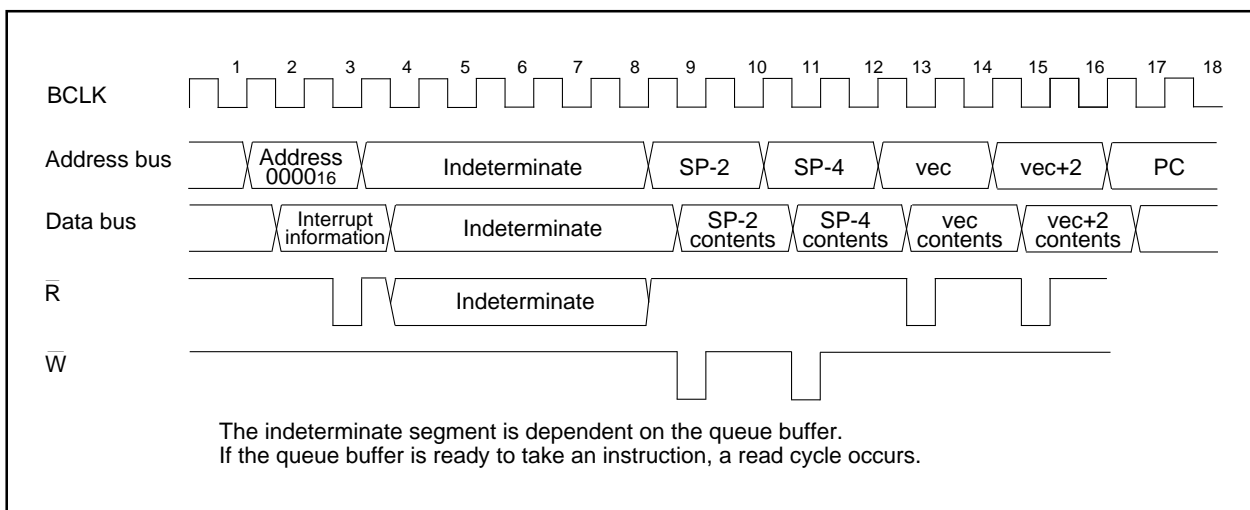 1 2 3 4 5 6 7 8 9 10 11 12 13 14 15 16 17 18
BCLK
Address bus
Address
000016
Indeterminate
SP-2
SP-4
vec
vec+2
PC
Data bus
Interrupt
information
Indeterminate
SP-2
contents
SP-4
contents
vec
contents
vec+2
contents
R
Indeterminate
W
The indeterminate segment is dependent on the queue buffer.
If the queue buffer is ready to take an instruction, a read cycle occurs.